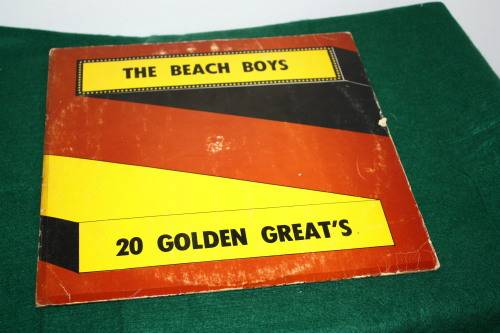 THE BEACH BOYS
20 GOLDEN GREAT'S